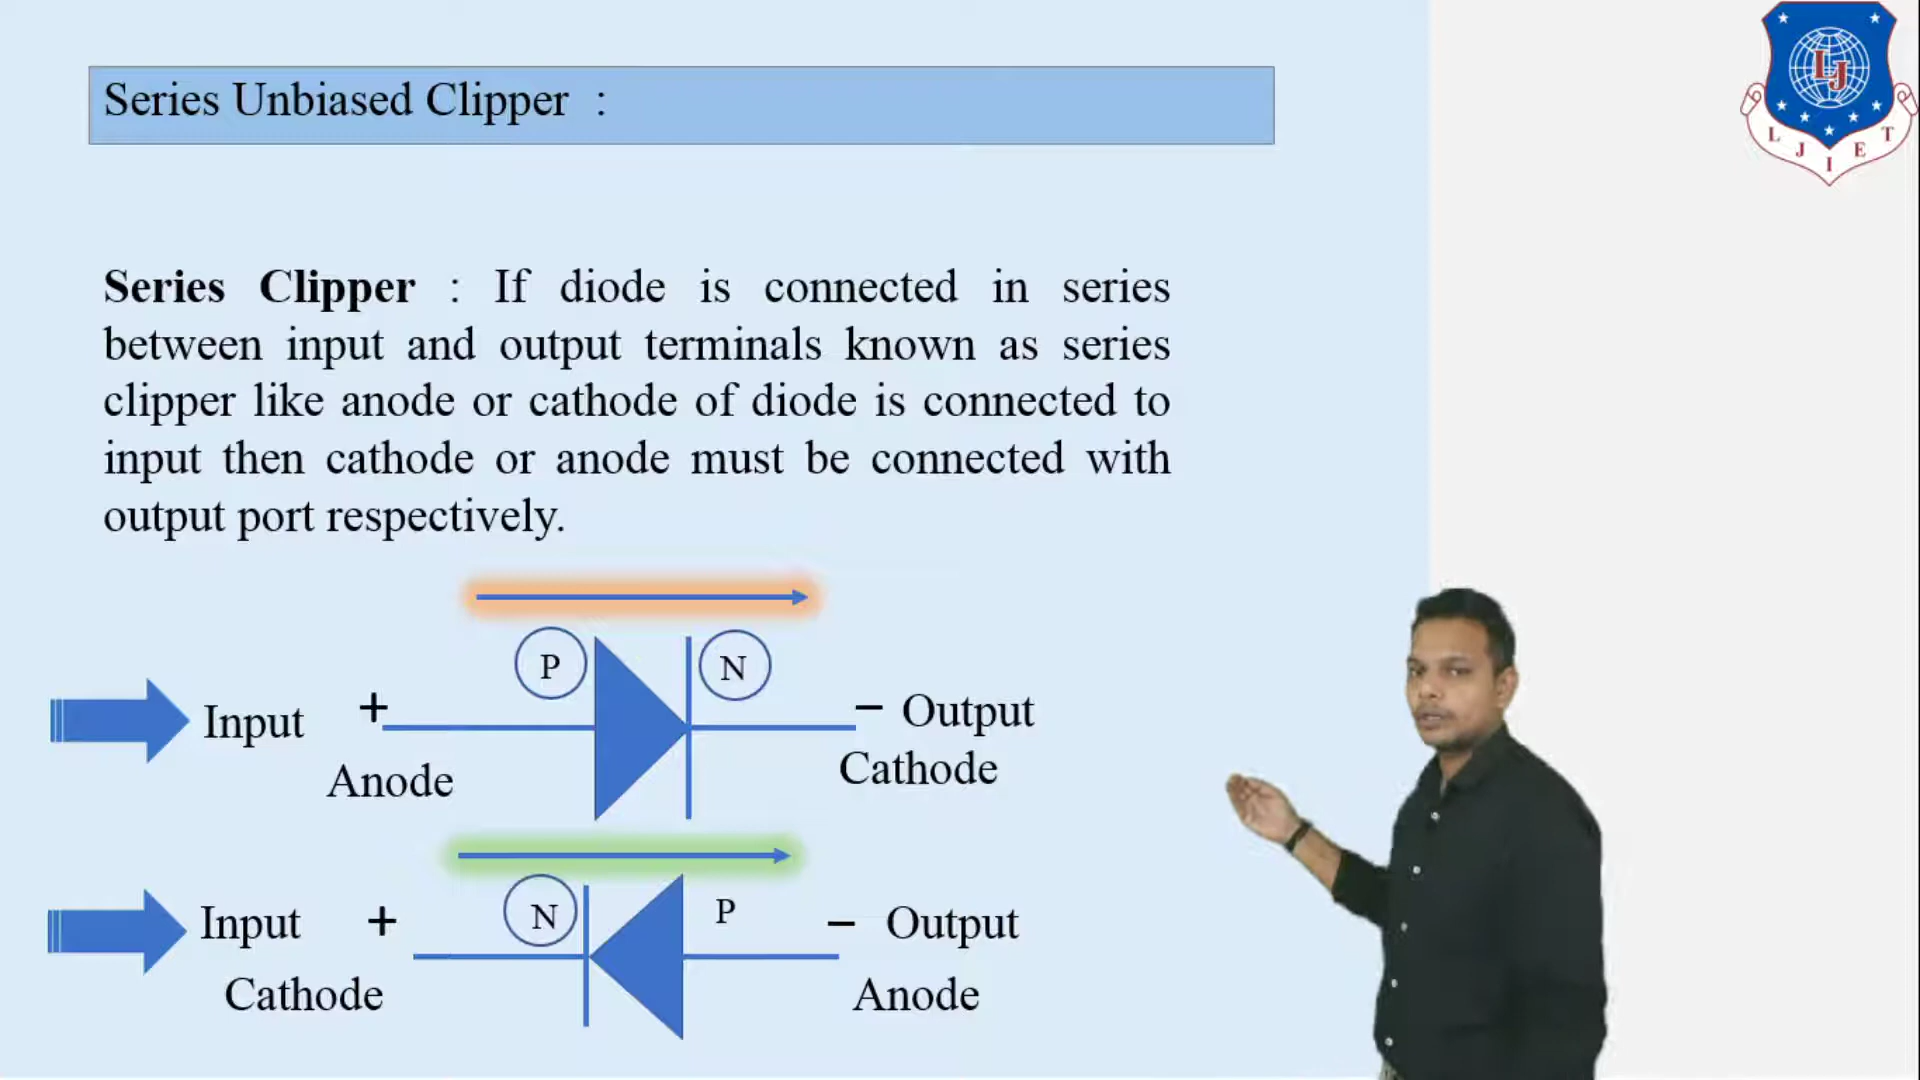 Series Unbiased Clipper :
Series Clipper : If diode is connected in series
between input and output terminals known as series
clipper like anode or cathode of diode is connected to
input then cathode or anode must be connected with
output port respectively.
P N
Input + − Output
Anode Cathode
N P
Input + − Output
Cathode Anode
LJ
L J I E T